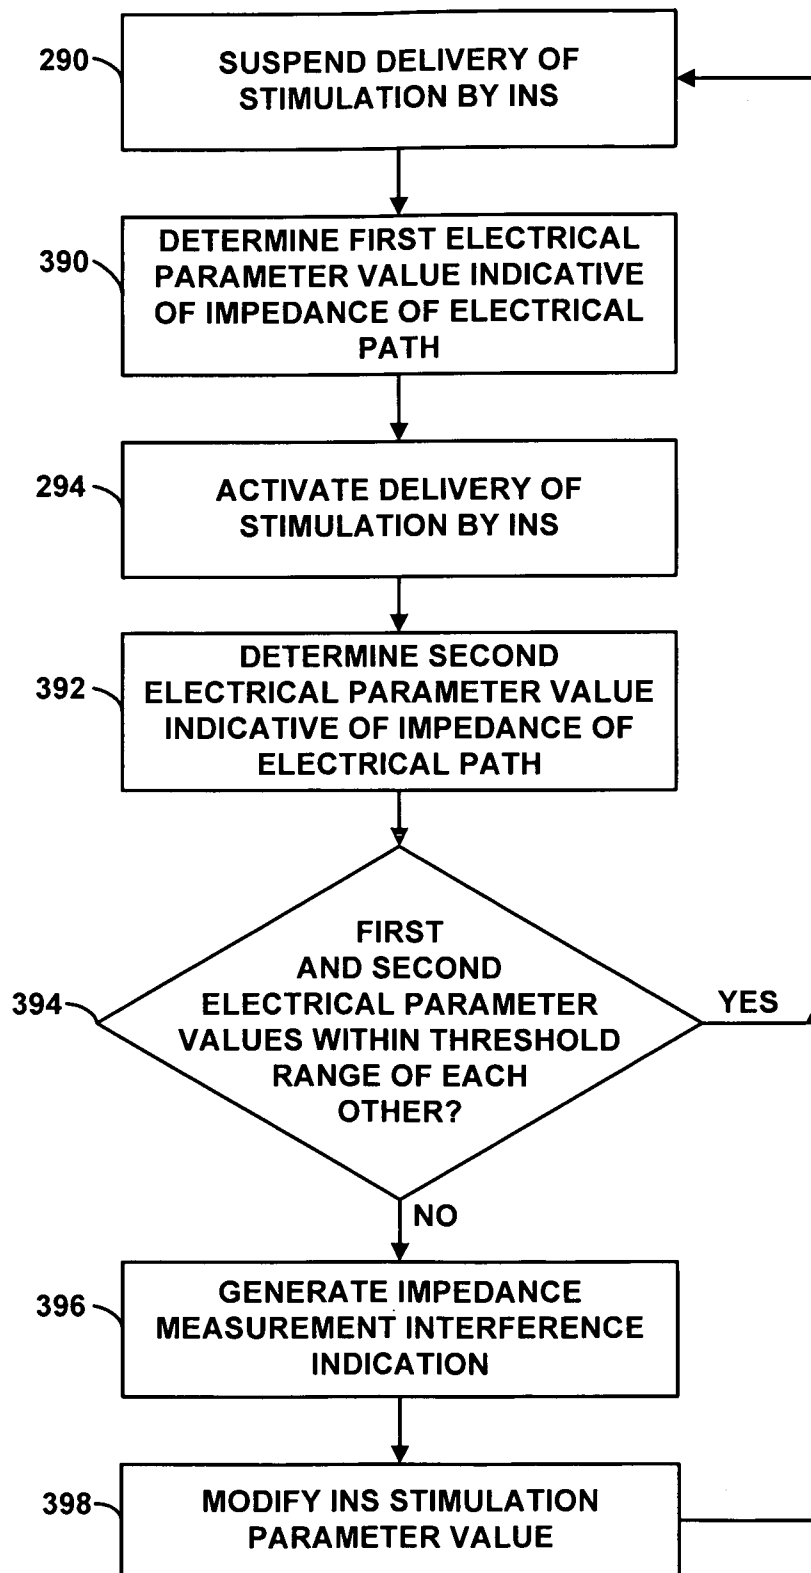 290
SUSPEND DELIVERY OF
STIMULATION BY INS
390
DETERMINE FIRST ELECTRICAL
PARAMETER VALUE INDICATIVE
OF IMPEDANCE OF ELECTRICAL
PATH
294
ACTIVATE DELIVERY OF
STIMULATION BY INS
392
DETERMINE SECOND
ELECTRICAL PARAMETER VALUE
INDICATIVE OF IMPEDANCE OF
ELECTRICAL PATH
394
FIRST
AND SECOND
ELECTRICAL PARAMETER
VALUES WITHIN THRESHOLD
RANGE OF EACH
OTHER?
YES
NO
396
GENERATE IMPEDANCE
MEASUREMENT INTERFERENCE
INDICATION
398
MODIFY INS STIMULATION
PARAMETER VALUE